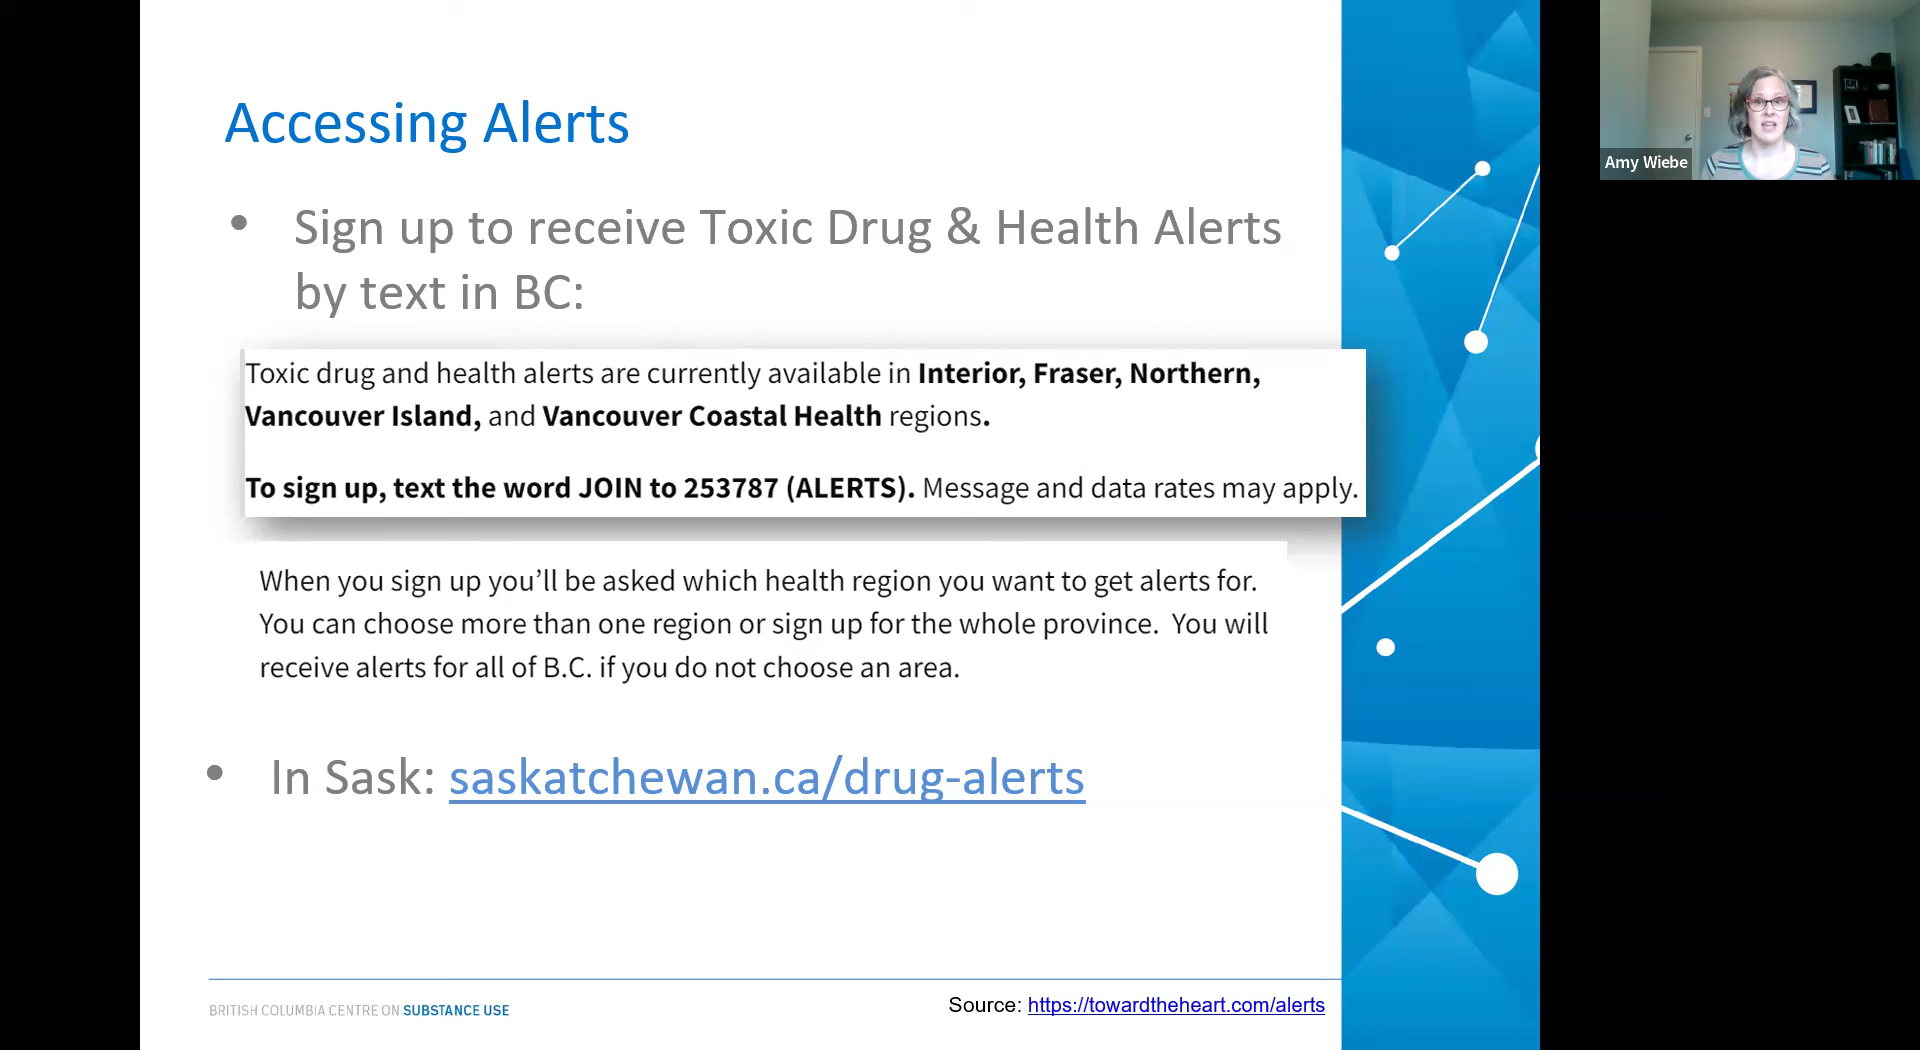 Accessing Alerts
• Sign up to receive Toxic Drug & Health Alerts
by text in BC:
Toxic drug and health alerts are currently available in Interior, Fraser, Northern,
Vancouver Island, and Vancouver Coastal Health regions.
To sign up, text the word JOIN to 253787 (ALERTS). Message and data rates may apply.
When you sign up you’ll be asked which health region you want to get alerts for.
You can choose more than one region or sign up for the whole province.  You will
receive alerts for all of B.C. if you do not choose an area.
• In Sask: saskatchewan.ca/drug-alerts
BRITISH COLUMBIA CENTRE ON SUBSTANCE USE
Source: https://towardtheheart.com/alerts
Amy Wiebe